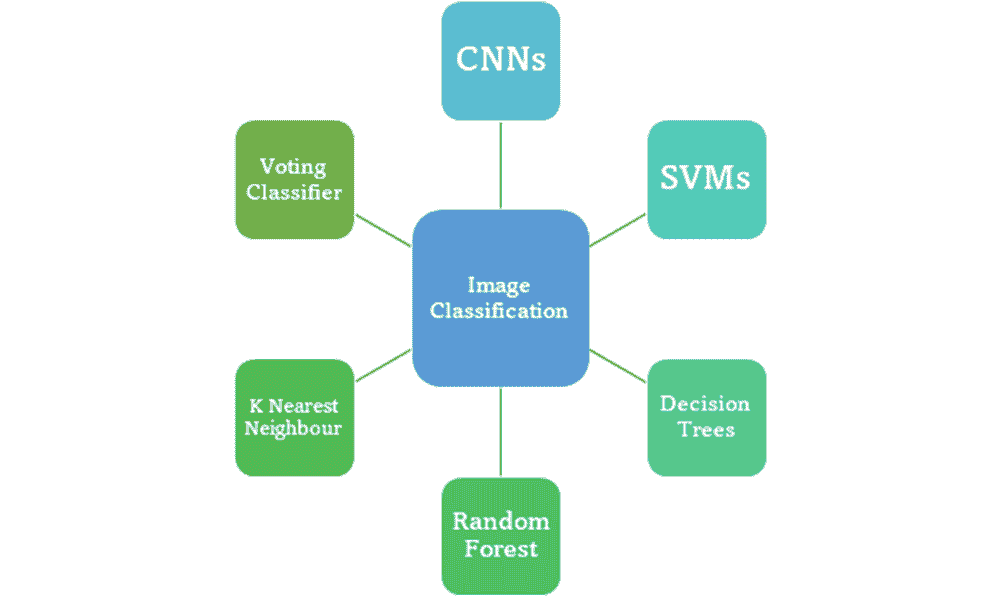 CNNs
Voting
Classifier
SVMs
Image
Classification
K Nearest
Neighbour
Decision
Trees
Random
Forest